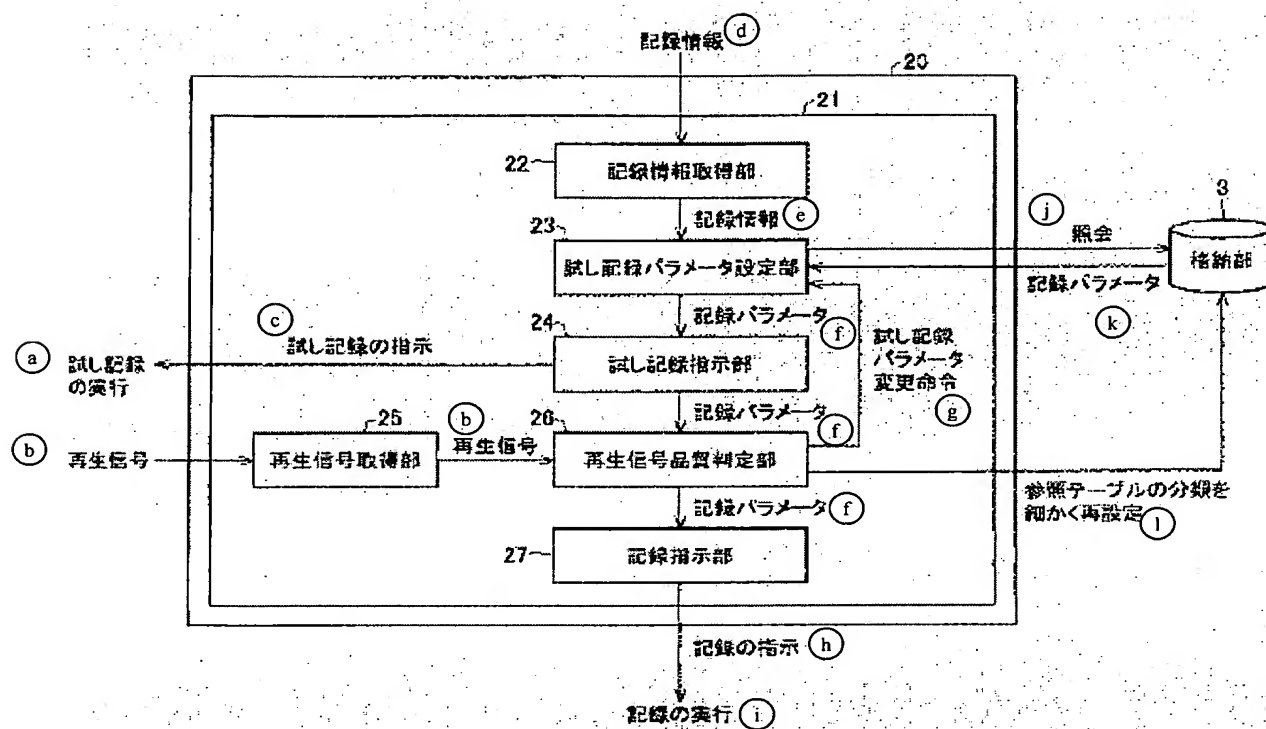 記録情報 d
20
21
22
記録情報取得部
記録情報 e
23
試し記録パラメータ設定部
j
照会
3
格納部
記録パラメータ
k
記録パラメータ
f
c
試し記録の指示
24
試し記録指示部
試し記録
パラメータ
変更命令
g
a
試し記録
の実行
記録パラメータ
f
b
再生信号
25
再生信号取得部
b
再生信号
26
再生信号品質判定部
参照テーブルの分類を
細かく再設定
l
記録パラメータ f
27
記録指示部
記録の指示 h
記録の実行 i